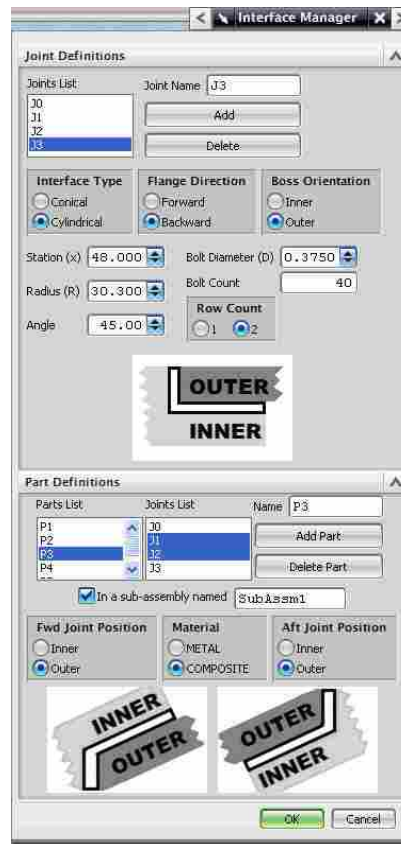 Interface Manager
Joint Definitions
Joints List
Joint Name J3
J0
J1
J2
J3
Add
Delete
Interface Type
Conical
Cylindrical
Flange Direction
Forward
Backward
Boss Orientation
Inner
Outer
Station (x) 48.000
Bolt Diameter (D) 0.3750
Radius (R) 30.300
Bolt Count 40
Angle 45.00
Row Count
1 2
OUTER
INNER
Part Definitions
Parts List
Joints List
Name P3
P1
P2
P3
P4
J0
J1
J2
J3
Add Part
Delete Part
In a sub-assembly named SubAssm1
Fwd Joint Position
Inner
Outer
Material
METAL
COMPOSITE
Aft Joint Position
Inner
Outer
INNER
OUTER
OUTER
INNER
OK Cancel